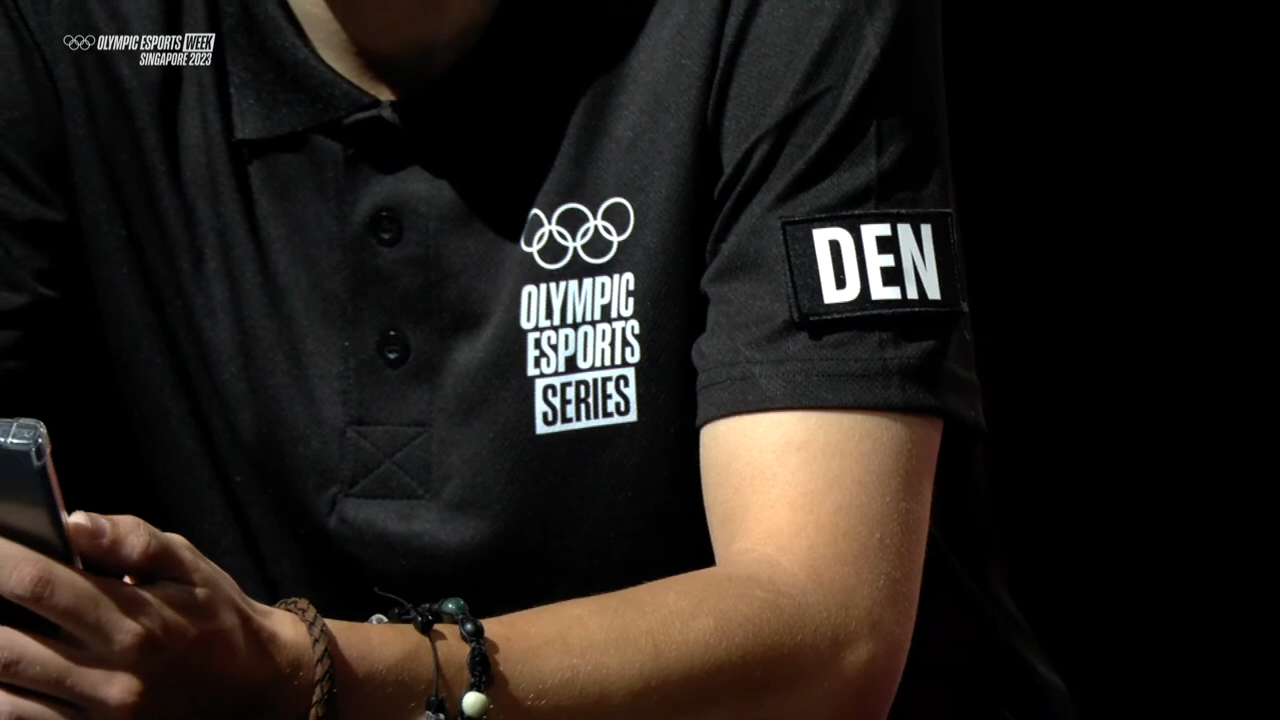 OLYMPIC ESPORTS WEEK
SINGAPORE 2023
OLYMPIC
ESPORTS
SERIES
DEN